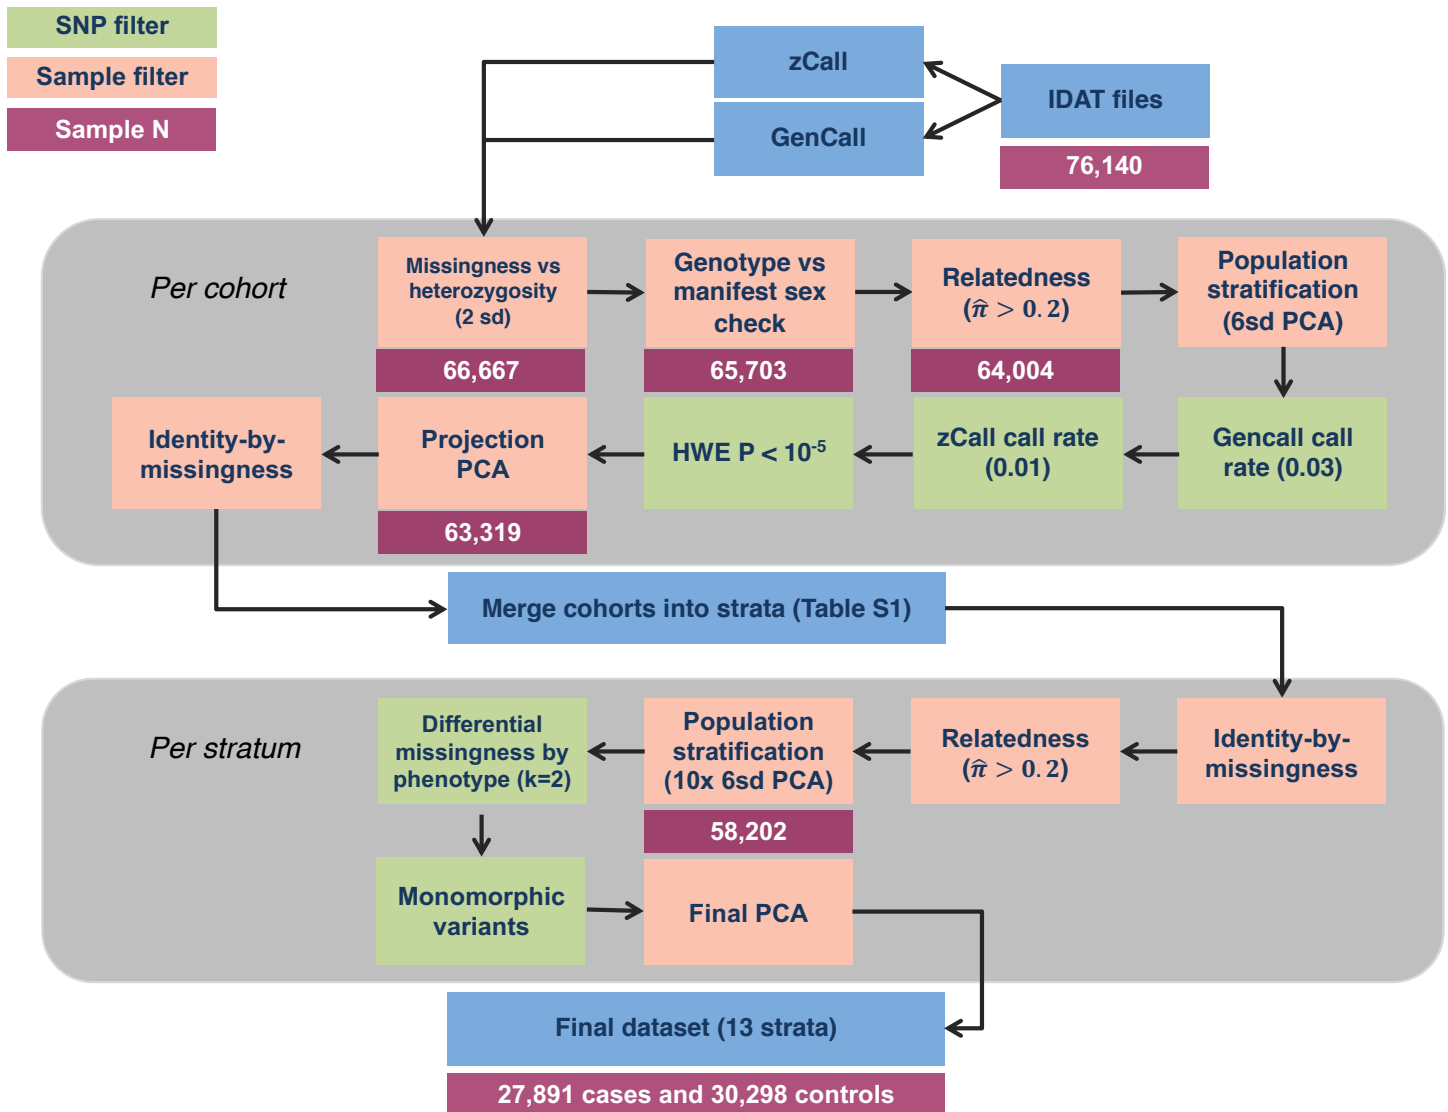 SNP filter
Sample filter
Sample N
zCall
GenCall
IDAT files
76,140
Per cohort
Missingness vs
heterozygosity
(2 sd)
66,667
Genotype vs
manifest sex
check
65,703
Relatedness
(π̂ > 0.2)
64,004
Population
stratification
(6sd PCA)
Gencall call
rate (0.03)
zCall call rate
(0.01)
HWE P < 10⁻⁵
Projection
PCA
63,319
Identity-by-
missingness
Merge cohorts into strata (Table S1)
Per stratum
Identity-by-
missingness
Relatedness
(π̂ > 0.2)
Population
stratification
(10x 6sd PCA)
58,202
Differential
missingness by
phenotype (k=2)
Monomorphic
variants
Final PCA
Final dataset (13 strata)
27,891 cases and 30,298 controls